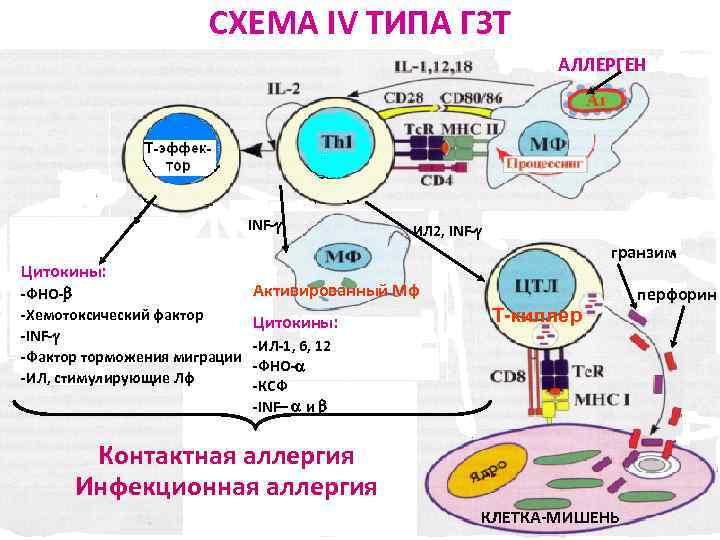 СХЕМА IV ТИПА ГЗТ
АЛЛЕРГЕН
IL-1,12,18
IL-2
CD28
CD80/86
Аг
Т-эффек-
тор
Th1
TcR
MHC II
МФ
Процессинг
CD4
INF-γ
ИЛ2, INF-γ
гранзим
МФ
ЦТЛ
Цитокины:
-ФНО-β
-Хемотоксический фактор
-INF-γ
-Фактор торможения миграции
-ИЛ, стимулирующие Лф
Активированный Мф
Цитокины:
-ИЛ-1, 6, 12
-ФНО-α
-КСФ
-INF– α и β
перфорин
Т-киллер
CD8
TcR
MHC I
Контактная аллергия
Инфекционная аллергия
Ядро
КЛЕТКА-МИШЕНЬ